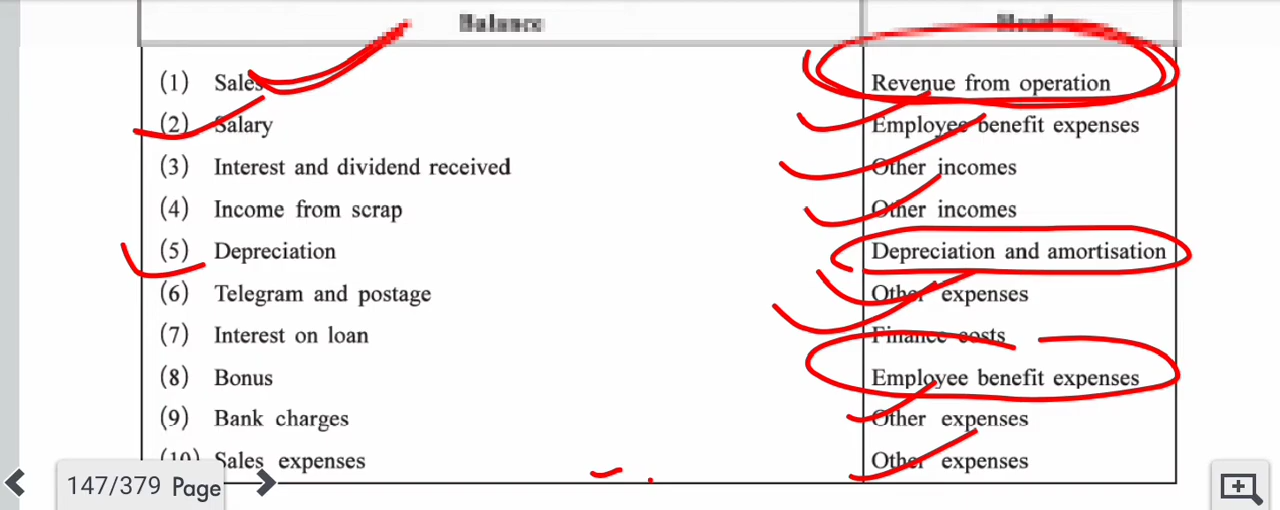 Balance Head
(1) Sales Revenue from operation
(2) Salary Employee benefit expenses
(3) Interest and dividend received Other incomes
(4) Income from scrap Other incomes
(5) Depreciation Depreciation and amortisation
(6) Telegram and postage Other expenses
(7) Interest on loan Finance costs
(8) Bonus Employee benefit expenses
(9) Bank charges Other expenses
(10) Sales expenses Other expenses
147/379 Page